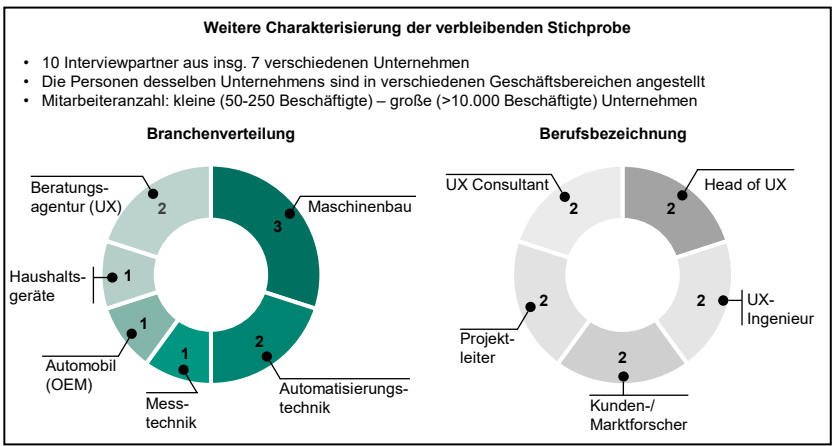 Weitere Charakterisierung der verbleibenden Stichprobe
• 10 Interviewpartner aus insg. 7 verschiedenen Unternehmen
• Die Personen desselben Unternehmens sind in verschiedenen Geschäftsbereichen angestellt
• Mitarbeiteranzahl: kleine (50-250 Beschäftigte) – große (>10.000 Beschäftigte) Unternehmen
Branchenverteilung
Beratungs-
agentur (UX)
2
Maschinenbau
3
Haushalts-
geräte
1
Automobil
(OEM)
1
Mess-
technik
1
Automatisierungs-
technik
2
Berufsbezeichnung
UX Consultant
2
Head of UX
2
UX-
Ingenieur
2
Projekt-
leiter
2
Kunden-/
Marktforscher
2